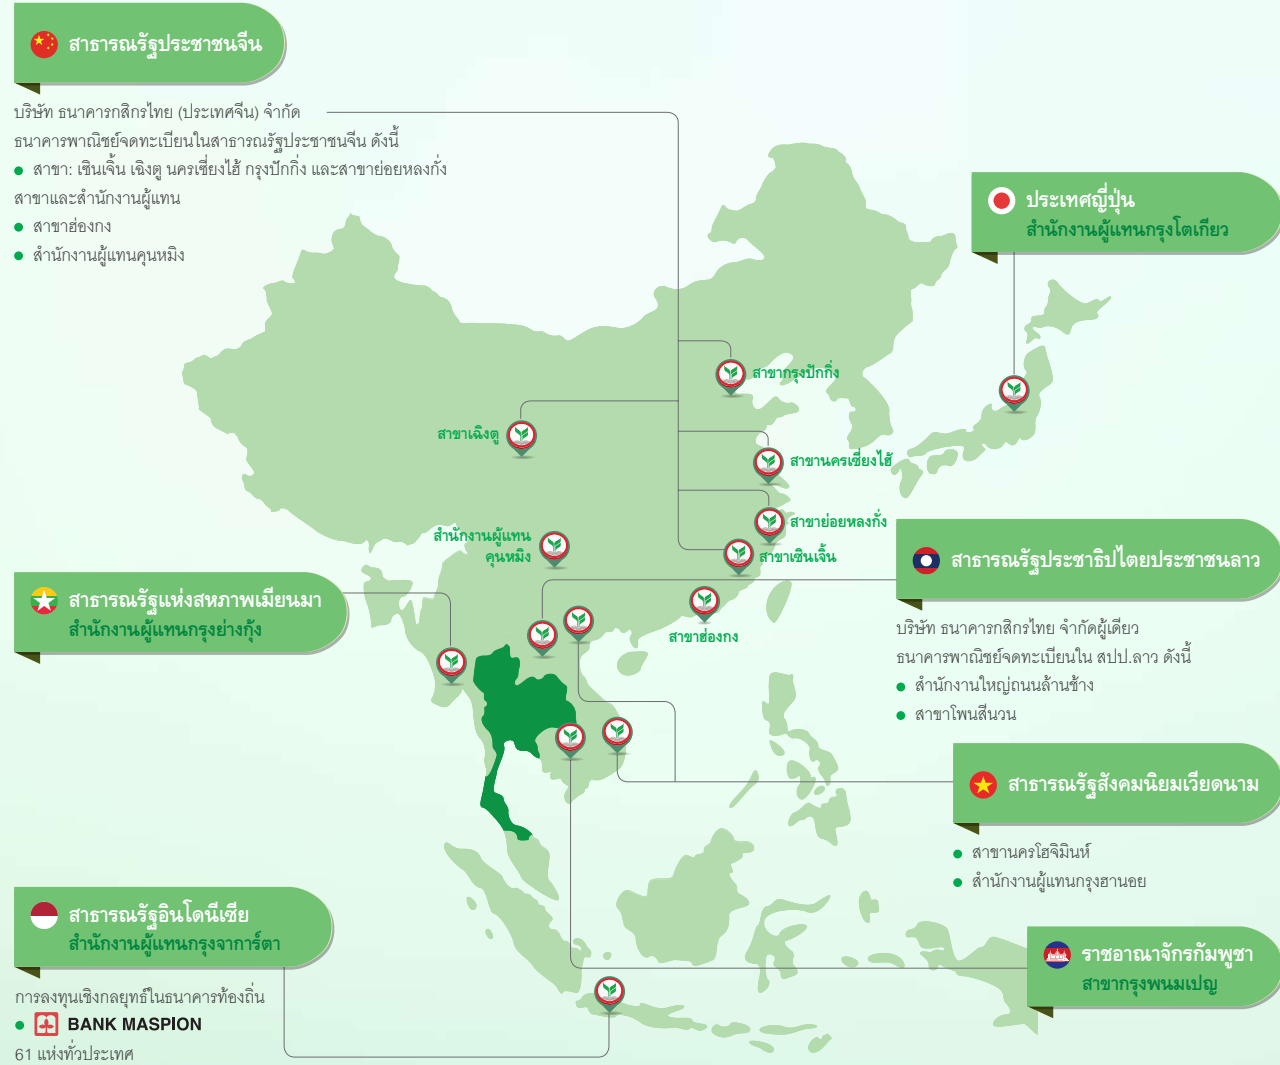 สาธารณรัฐประชาชนจีน
บริษัท ธนาคารกสิกรไทย (ประเทศจีน) จำกัด
ธนาคารพาณิชย์จดทะเบียนในสาธารณรัฐประชาชนจีน ดังนี้
สาขา: เซินเจิ้น เฉิงตู นครเซี่ยงไฮ้ กรุงปักกิ่ง และสาขาย่อยหลงกั่ง
สาขาและสำนักงานผู้แทน
สาขาฮ่องกง
สำนักงานผู้แทนคุนหมิง
ประเทศญี่ปุ่น
สำนักงานผู้แทนกรุงโตเกียว
สาขากรุงปักกิ่ง
สาขาเฉิงตู
สาขานครเซี่ยงไฮ้
สาขาย่อยหลงกั่ง
สำนักงานผู้แทน
คุนหมิง
สาขาเซินเจิ้น
สาขาฮ่องกง
สาธารณรัฐประชาธิปไตยประชาชนลาว
บริษัท ธนาคารกสิกรไทย จำกัดผู้เดียว
ธนาคารพาณิชย์จดทะเบียนใน สปป.ลาว ดังนี้
สำนักงานใหญ่ถนนล้านช้าง
สาขาโพนสีนวน
สาธารณรัฐแห่งสหภาพเมียนมา
สำนักงานผู้แทนกรุงย่างกุ้ง
สาธารณรัฐสังคมนิยมเวียดนาม
สาขานครโฮจิมินห์
สำนักงานผู้แทนกรุงฮานอย
สาธารณรัฐอินโดนีเซีย
สำนักงานผู้แทนกรุงจาการ์ตา
การลงทุนเชิงกลยุทธ์ในธนาคารท้องถิ่น
BANK MASPION
61 แห่งทั่วประเทศ
ราชอาณาจักรกัมพูชา
สาขากรุงพนมเปญ